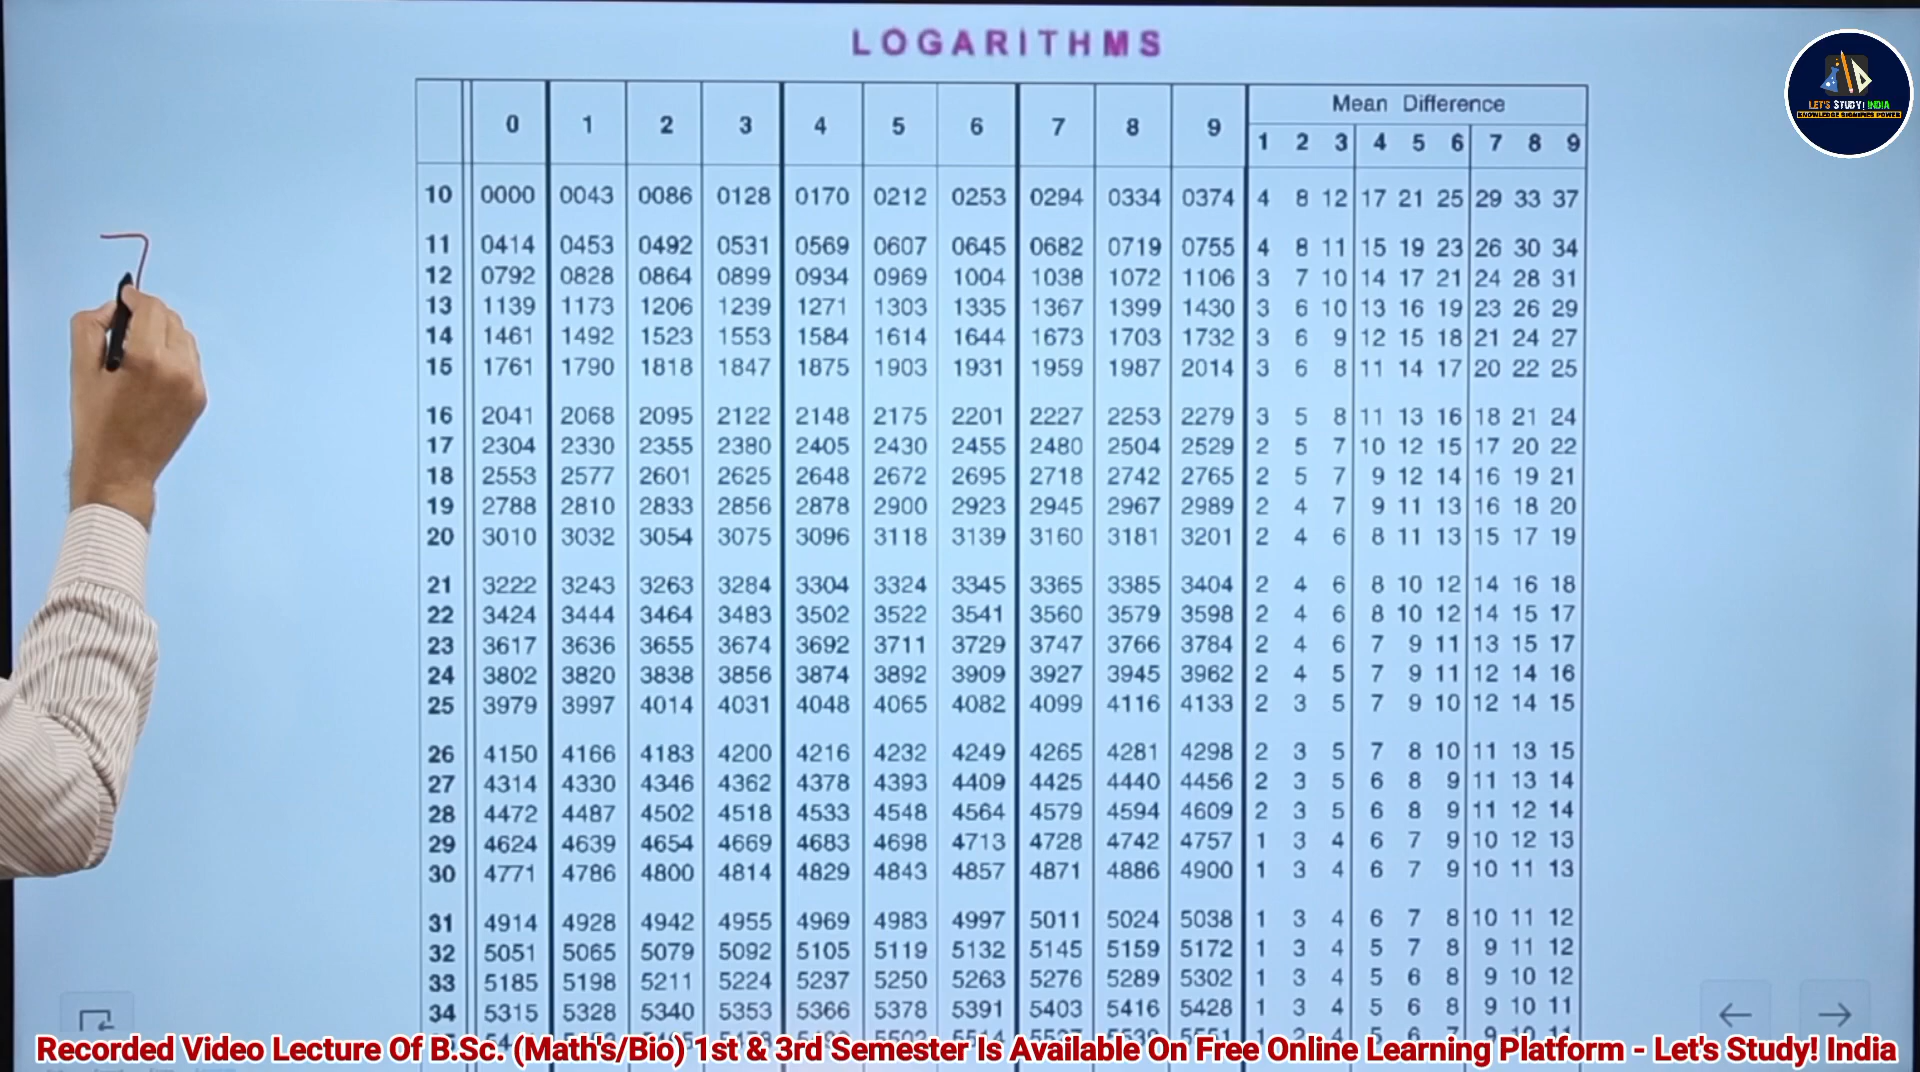 LOGARITHMS
LET'S STUDY! INDIA
KNOWLEDGE SIGNIFIES POWER
Mean Difference
0 1 2 3 4 5 6 7 8 9 1 2 3 4 5 6 7 8 9
10 0000 0043 0086 0128 0170 0212 0253 0294 0334 0374 4 8 12 17 21 25 29 33 37
11 0414 0453 0492 0531 0569 0607 0645 0682 0719 0755 4 8 11 15 19 23 26 30 34
12 0792 0828 0864 0899 0934 0969 1004 1038 1072 1106 3 7 10 14 17 21 24 28 31
13 1139 1173 1206 1239 1271 1303 1335 1367 1399 1430 3 6 10 13 16 19 23 26 29
14 1461 1492 1523 1553 1584 1614 1644 1673 1703 1732 3 6 9 12 15 18 21 24 27
15 1761 1790 1818 1847 1875 1903 1931 1959 1987 2014 3 6 8 11 14 17 20 22 25
16 2041 2068 2095 2122 2148 2175 2201 2227 2253 2279 3 5 8 11 13 16 18 21 24
17 2304 2330 2355 2380 2405 2430 2455 2480 2504 2529 2 5 7 10 12 15 17 20 22
18 2553 2577 2601 2625 2648 2672 2695 2718 2742 2765 2 5 7 9 12 14 16 19 21
19 2788 2810 2833 2856 2878 2900 2923 2945 2967 2989 2 4 7 9 11 13 16 18 20
20 3010 3032 3054 3075 3096 3118 3139 3160 3181 3201 2 4 6 8 11 13 15 17 19
21 3222 3243 3263 3284 3304 3324 3345 3365 3385 3404 2 4 6 8 10 12 14 16 18
22 3424 3444 3464 3483 3502 3522 3541 3560 3579 3598 2 4 6 8 10 12 14 15 17
23 3617 3636 3655 3674 3692 3711 3729 3747 3766 3784 2 4 6 7 9 11 13 15 17
24 3802 3820 3838 3856 3874 3892 3909 3927 3945 3962 2 4 5 7 9 11 12 14 16
25 3979 3997 4014 4031 4048 4065 4082 4099 4116 4133 2 3 5 7 9 10 12 14 15
26 4150 4166 4183 4200 4216 4232 4249 4265 4281 4298 2 3 5 7 8 10 11 13 15
27 4314 4330 4346 4362 4378 4393 4409 4425 4440 4456 2 3 5 6 8 9 11 13 14
28 4472 4487 4502 4518 4533 4548 4564 4579 4594 4609 2 3 5 6 8 9 11 12 14
29 4624 4639 4654 4669 4683 4698 4713 4728 4742 4757 1 3 4 6 7 9 10 12 13
30 4771 4786 4800 4814 4829 4843 4857 4871 4886 4900 1 3 4 6 7 9 10 11 13
31 4914 4928 4942 4955 4969 4983 4997 5011 5024 5038 1 3 4 6 7 8 10 11 12
32 5051 5065 5079 5092 5105 5119 5132 5145 5159 5172 1 3 4 5 7 8 9 11 12
33 5185 5198 5211 5224 5237 5250 5263 5276 5289 5302 1 3 4 5 6 8 9 10 12
34 5315 5328 5340 5353 5366 5378 5391 5403 5416 5428 1 3 4 5 6 8 9 10 11
Recorded Video Lecture Of B.Sc. (Maths/Bio) 1st & 3rd Semester Is Available On Free Online Learning Platform - Let's Study! India